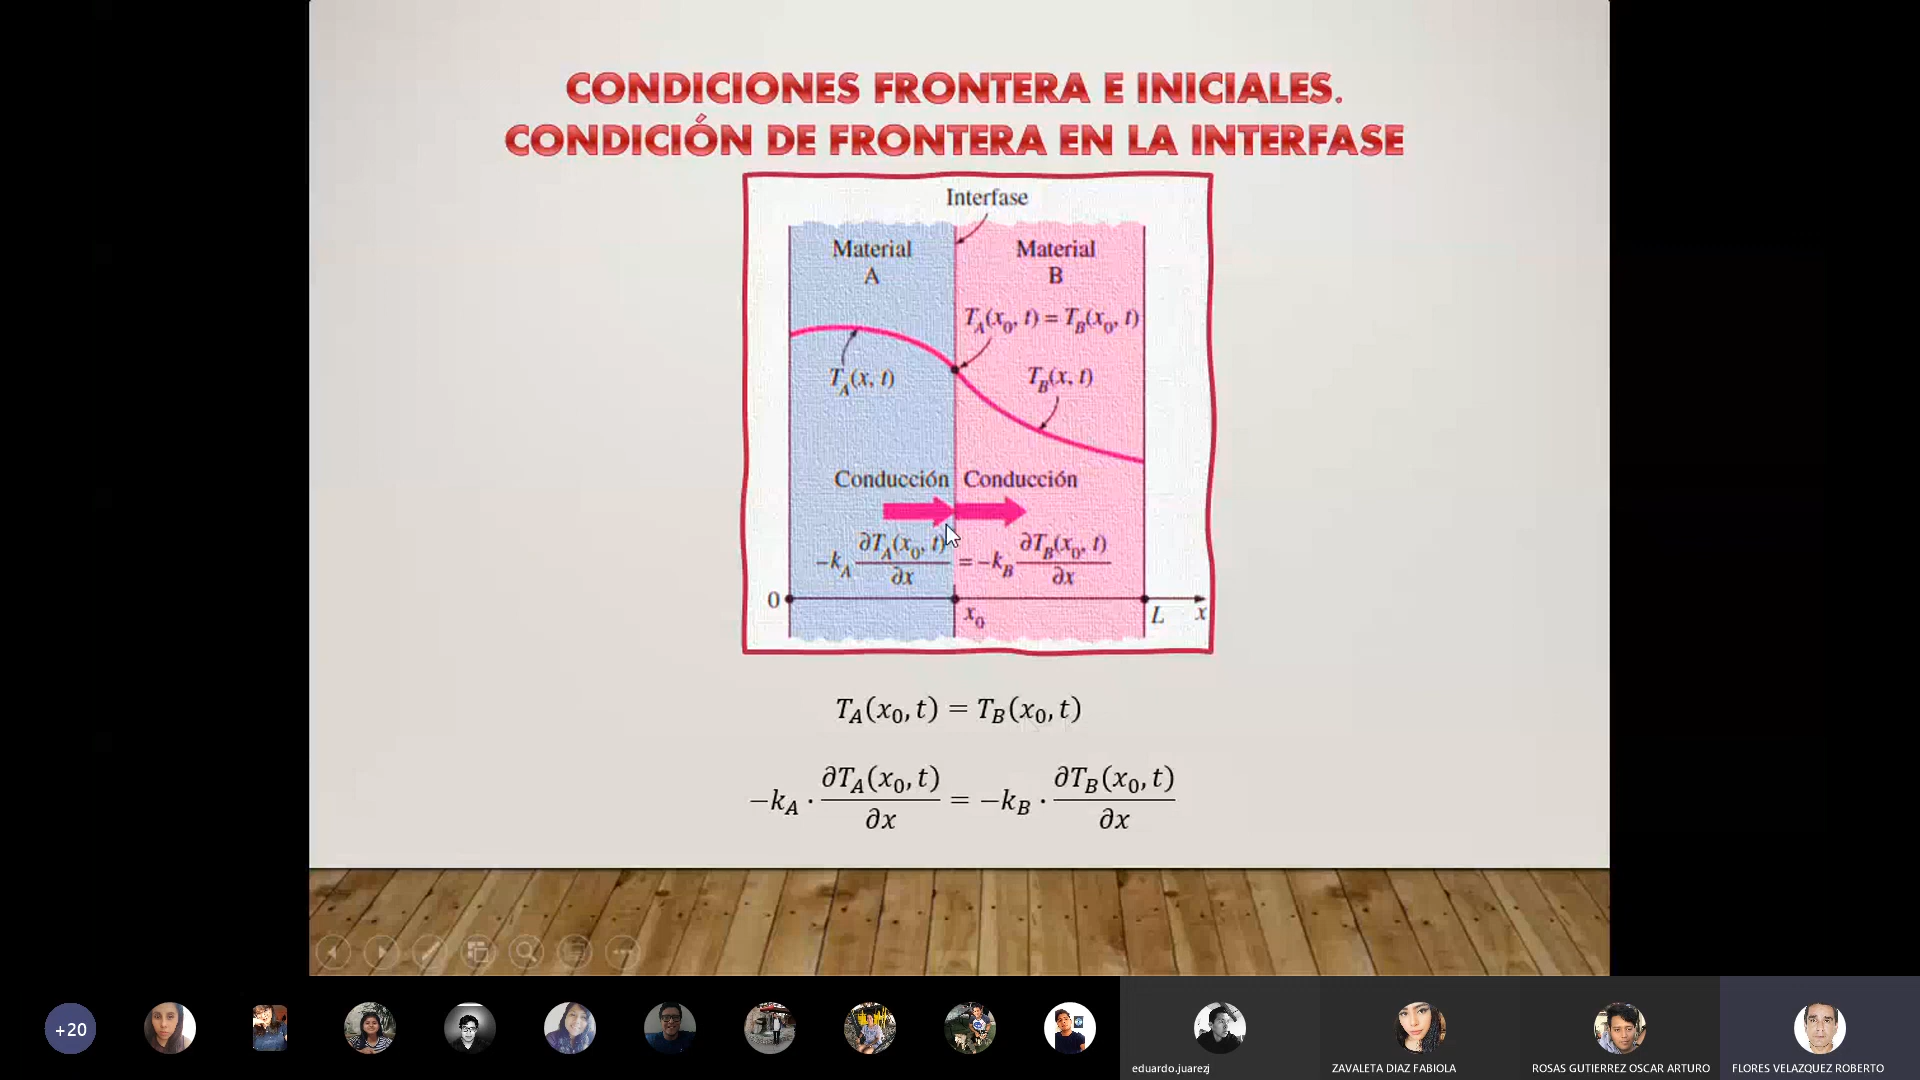 CONDICIONES FRONTERA E INICIALES.
CONDICIÓN DE FRONTERA EN LA INTERFASE
Interfase
Material
A
Material
B
T_A(x_0, t) = T_B(x_0, t)
T_A(x, t)
T_B(x, t)
Conducción
Conducción
−k_A ∂T_A(x_0, t)/∂x = −k_B ∂T_B(x_0, t)/∂x
0
x_0
L
x
T_A(x_0, t) = T_B(x_0, t)
−k_A · ∂T_A(x_0, t)/∂x = −k_B · ∂T_B(x_0, t)/∂x
+20
eduardo.juarezj
ZAVALETA DIAZ FABIOLA
ROSAS GUTIERREZ OSCAR ARTURO
FLORES VELAZQUEZ ROBERTO